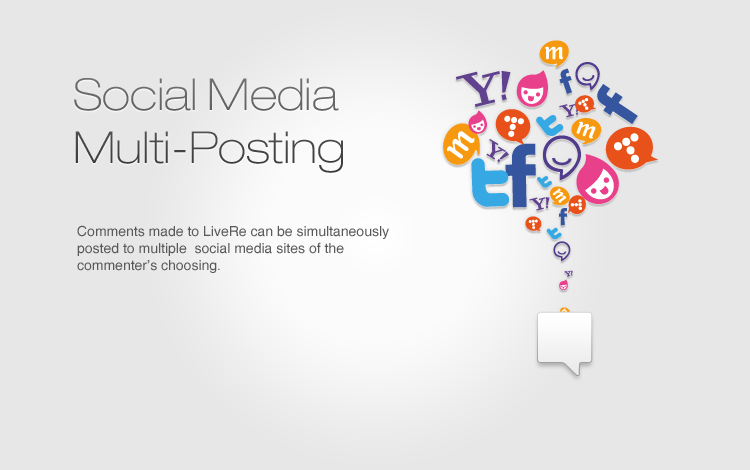 Social Media
Multi-Posting
Comments made to LiveRe can be simultaneously
posted to multiple social media sites of the
commenter's choosing.